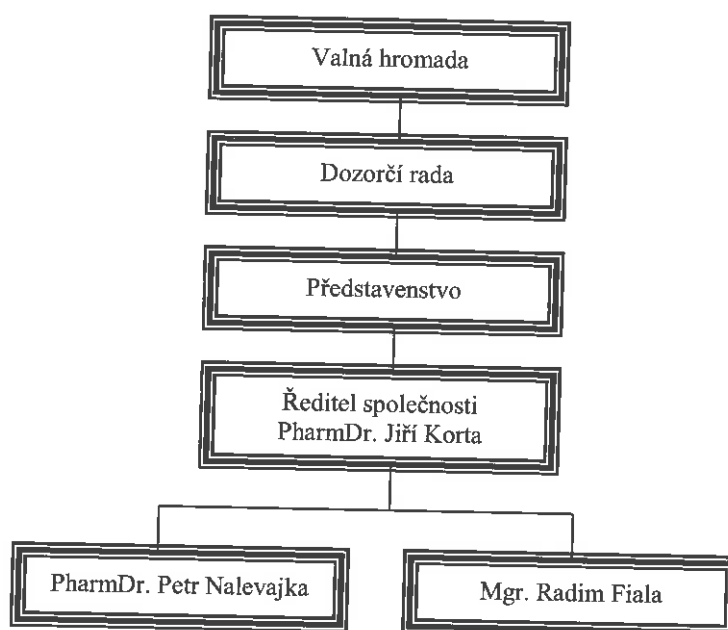 Valná hromada
Dozorčí rada
Představenstvo
Ředitel společnosti
PharmDr. Jiří Korta
PharmDr. Petr Nalevajka
Mgr. Radim Fiala